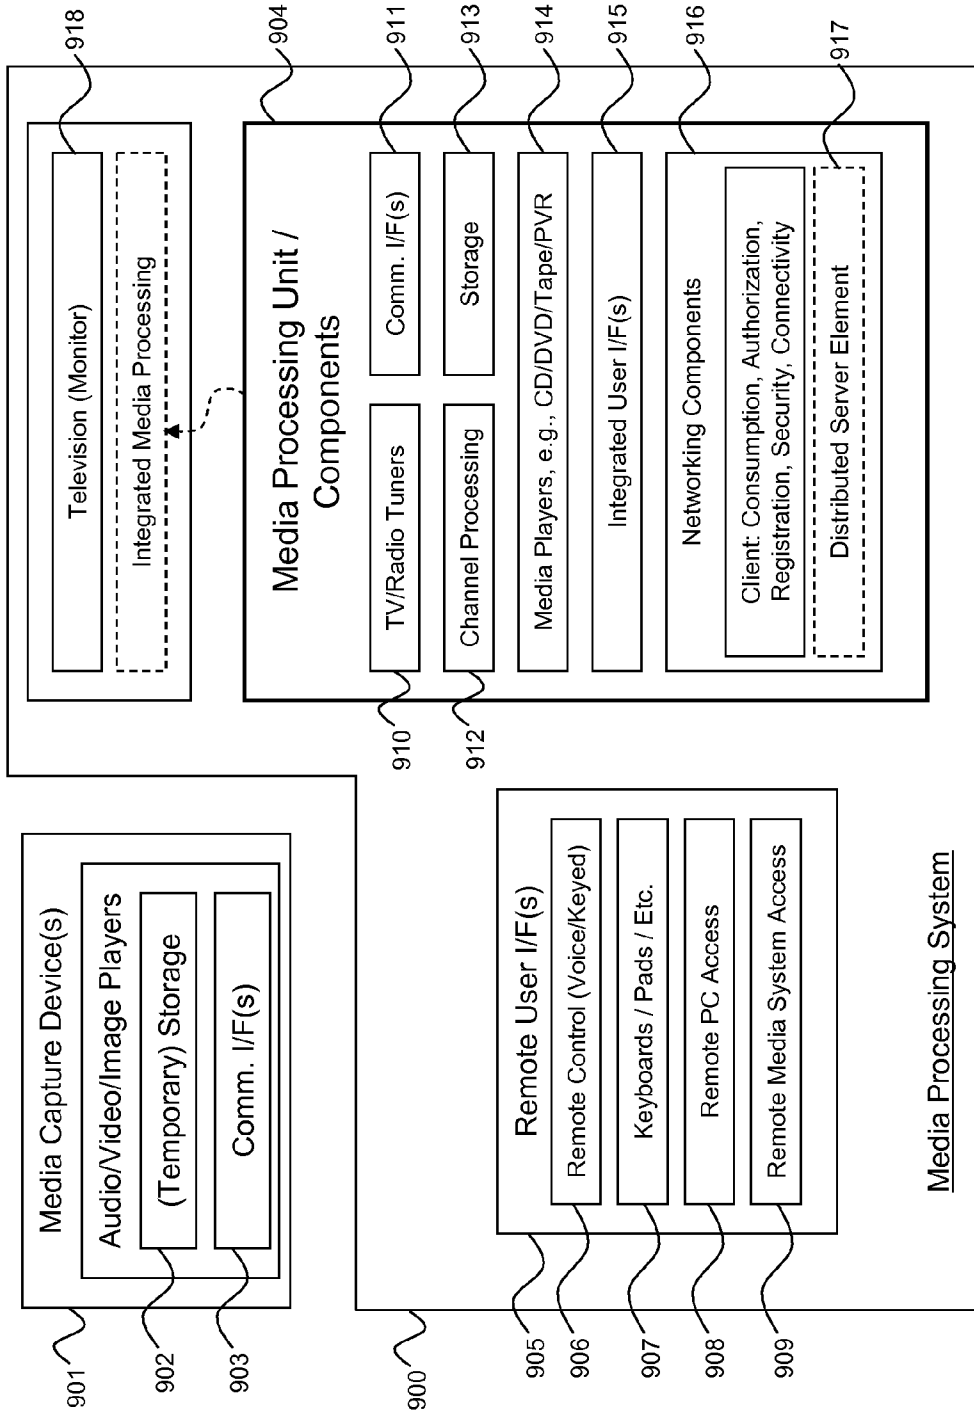 901
Media Capture Device(s)
Audio/Video/Image Players
902
(Temporary) Storage
903
Comm. I/F(s)
900
905
Remote User I/F(s)
906
Remote Control (Voice/Keyed)
907
Keyboards / Pads / Etc.
908
Remote PC Access
909
Remote Media System Access
Media Processing System
Television (Monitor)
918
Integrated Media Processing
904
Media Processing Unit /
Components
910
TV/Radio Tuners
Comm. I/F(s)
911
912
Channel Processing
Storage
913
Media Players, e.g., CD/DVD/Tape/PVR
914
Integrated User I/F(s)
915
Networking Components
916
Client: Consumption, Authorization,
Registration, Security, Connectivity
Distributed Server Element
917